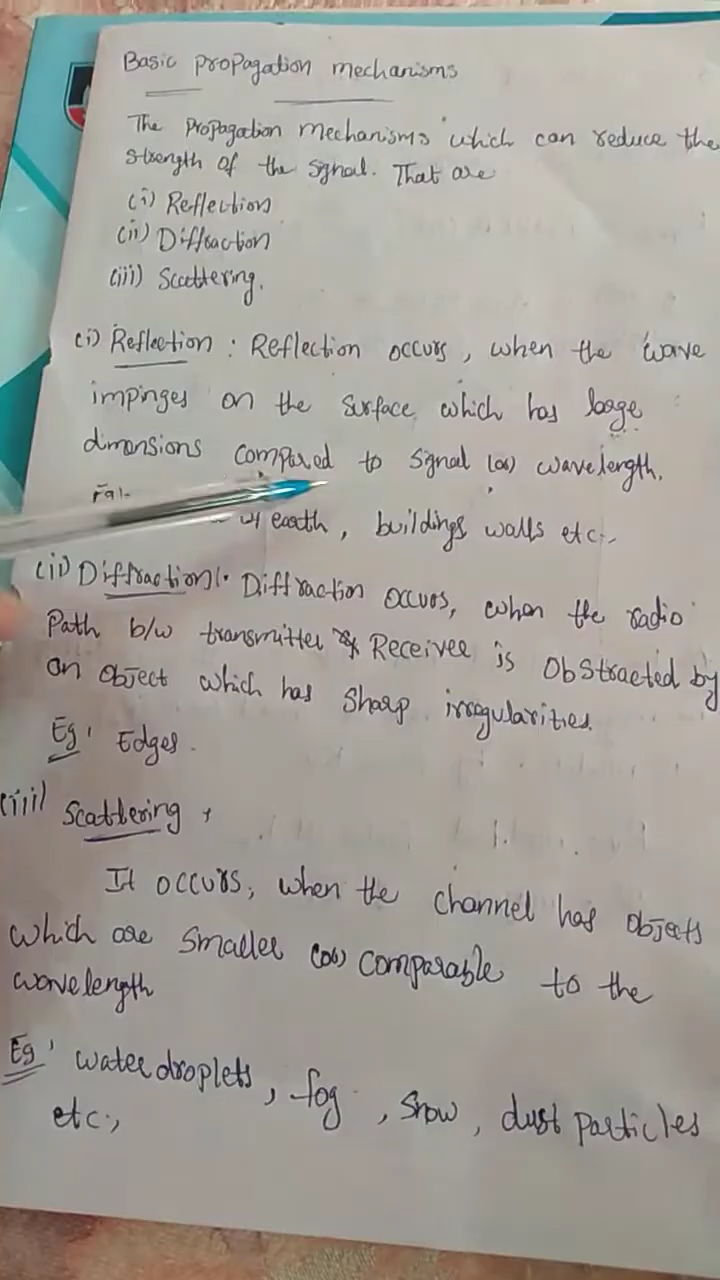 Basic propagation mechanisms
The propagation mechanisms which can reduce the
strength of the signal. That are
(i) Reflection
(ii) Diffraction
(iii) Scattering.
(i) Reflection : Reflection occurs, when the wave
impinges on the surface which has large
dimensions compared to signal (or) wavelength.
earth, buildings walls etc.,
(ii) Diffraction : Diffraction occurs, when the radio
Path b/w transmitter & Receiver is Obstracted by
an object which has sharp irregularities.
Eg: Edges.
(iii) Scattering :
It occurs, when the channel has objects
which are smaller (or) comparable to the
wavelength
Eg: water droplets, fog, snow, dust particles
etc.,